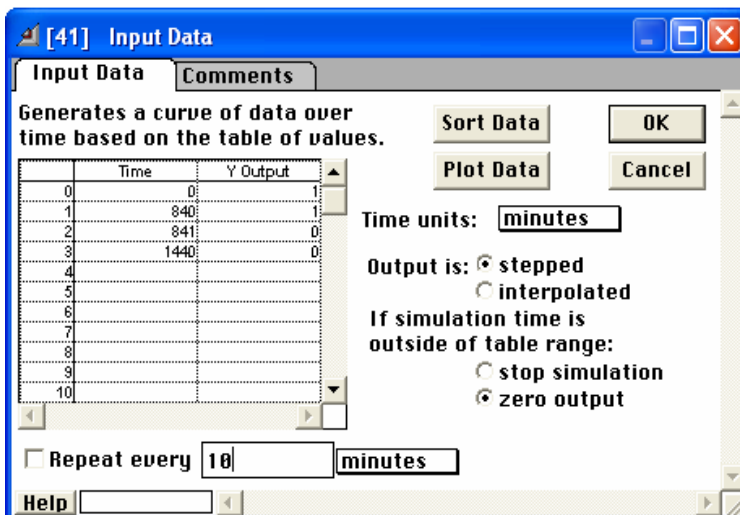 [41] Input Data
Input Data
Comments
Generates a curve of data over
time based on the table of values.
Sort Data
OK
Plot Data
Cancel
Time Y Output
0 0 1
1 840 1
2 841 0
3 1440 0
4
5
6
7
8
9
10
Time units: minutes
Output is: stepped
interpolated
If simulation time is
outside of table range:
stop simulation
zero output
Repeat every 10 minutes
Help